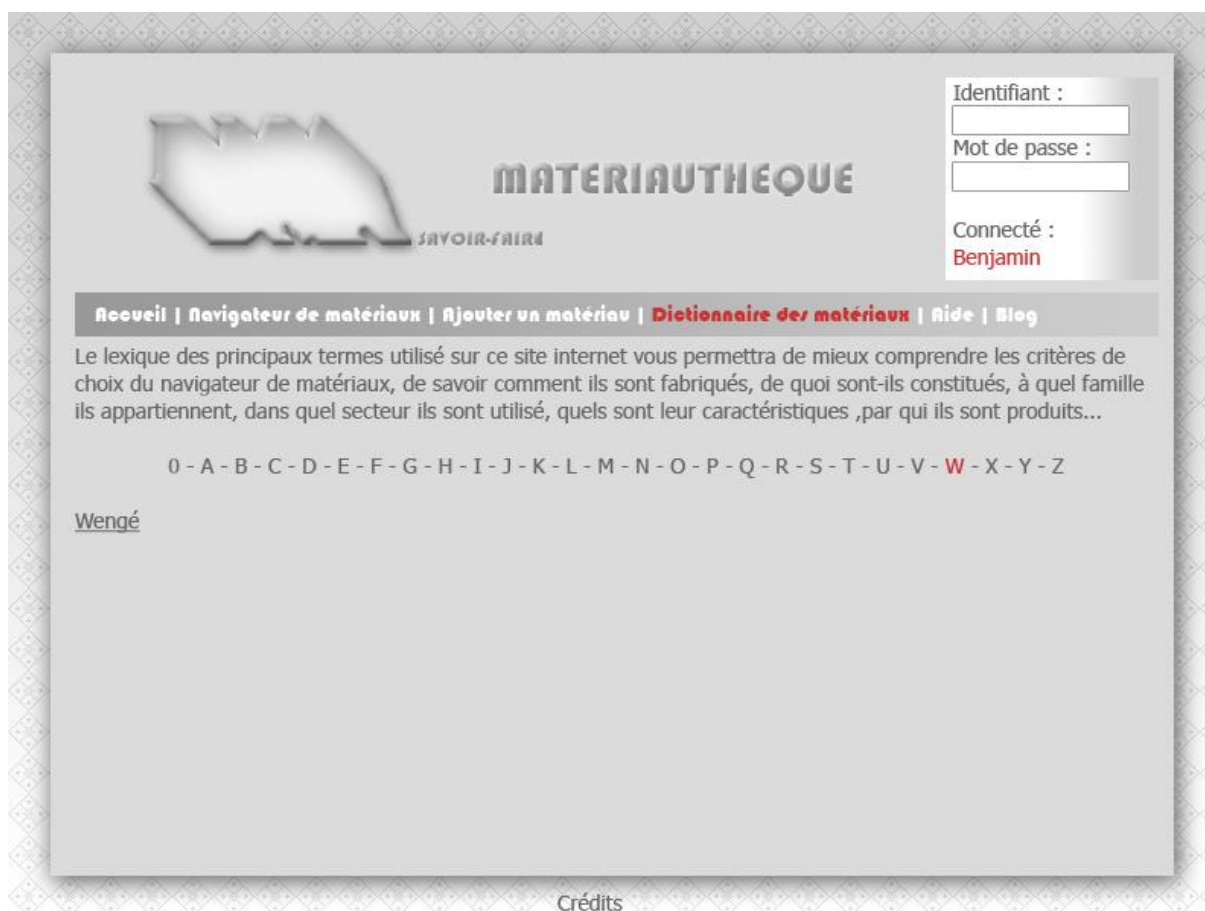 Identifiant :
Mot de passe :
MATERIAUTHEQUE
SAVOIR-FAIRE
Connecté :
Benjamin
Accueil | Navigateur de matériaux | Ajouter un matériau | Dictionnaire des matériaux | Aide | Blog
Le lexique des principaux termes utilisé sur ce site internet vous permettra de mieux comprendre les critères de
choix du navigateur de matériaux, de savoir comment ils sont fabriqués, de quoi sont-ils constitués, à quel famille
ils appartiennent, dans quel secteur ils sont utilisé, quels sont leur caractéristiques ,par qui ils sont produits...
0 - A - B - C - D - E - F - G - H - I - J - K - L - M - N - O - P - Q - R - S - T - U - V - W - X - Y - Z
Wengé
Crédits